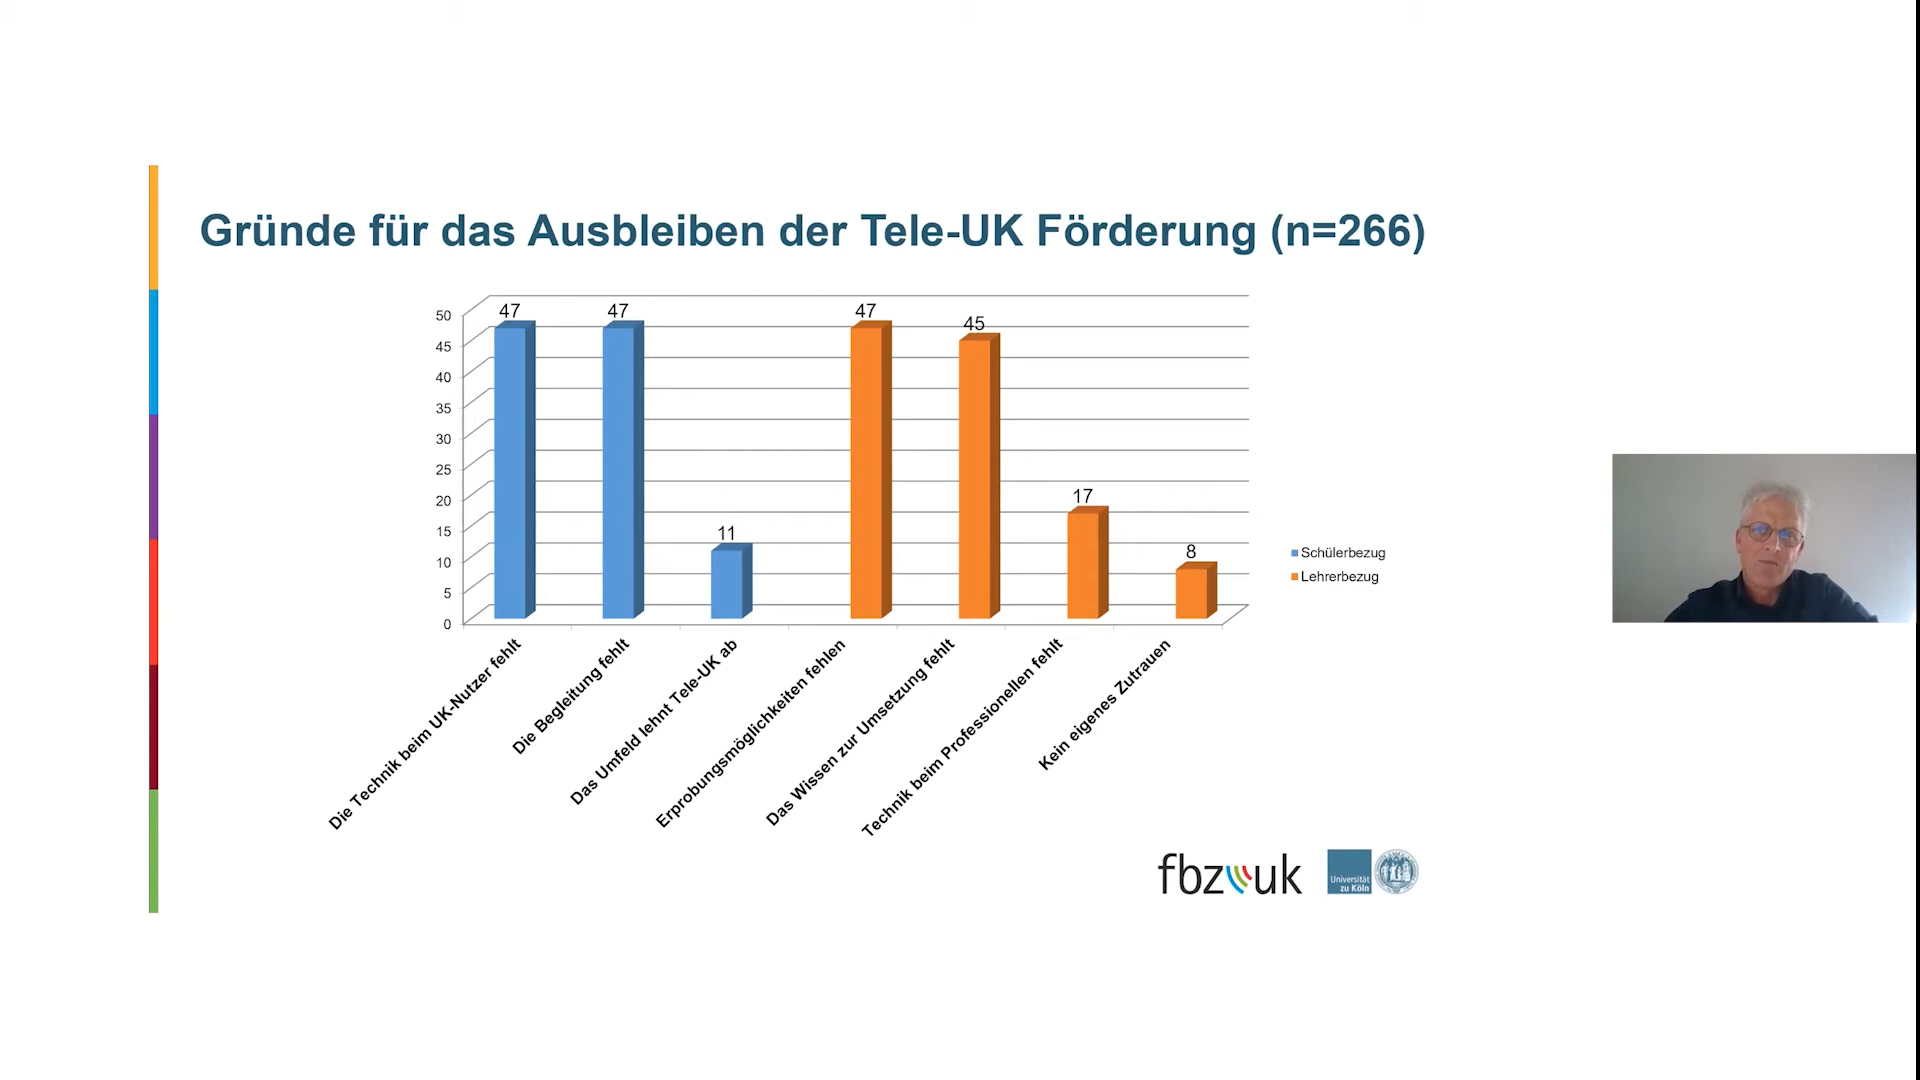 Gründe für das Ausbleiben der Tele-UK Förderung (n=266)
50
45
40
35
30
25
20
15
10
5
0
47
47
11
47
45
17
8
Die Technik beim UK-Nutzer fehlt
Die Begleitung fehlt
Das Umfeld lehnt Tele-UK ab
Erprobungsmöglichkeiten fehlen
Das Wissen zur Umsetzung fehlt
Technik beim Professionellen fehlt
Kein eigenes Zutrauen
Schülerbezug
Lehrerbezug
fbz uk
Universität
zu Köln